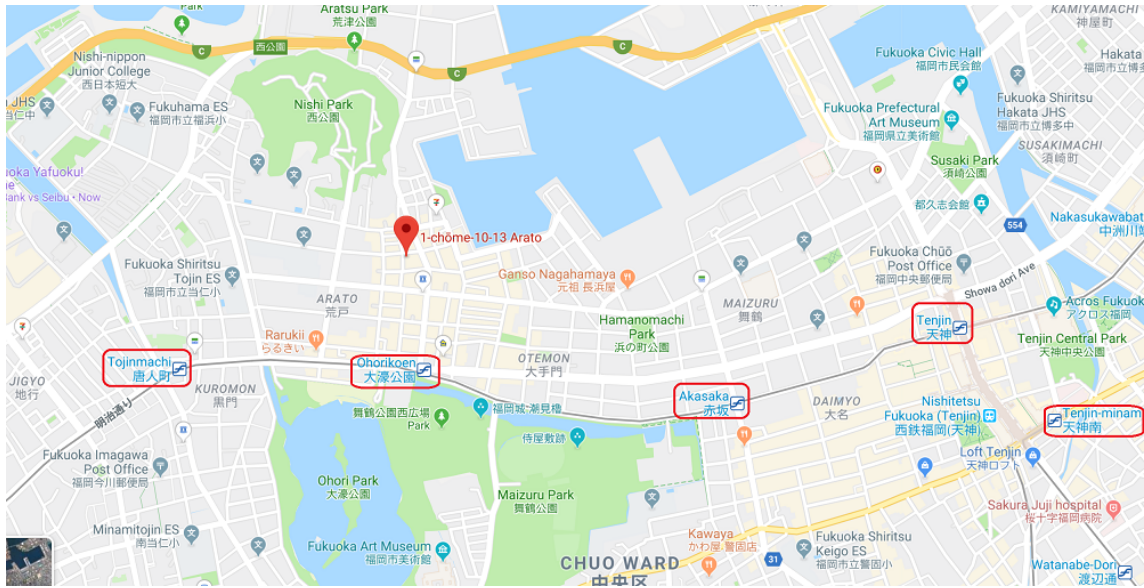 Park
Aratsu Park
荒津公園
西公園
C
C
C
KAMIYAMACHI
神屋町
Nishi-nippon
Junior College
西日本短大
Fukuoka Civic Hall
福岡市民会館
Hakata
福岡市立博多
JHS
市立当仁中
Fukuhama ES
福岡市立福浜小
Nishi Park
西公園
Fukuoka Prefectural
Art Museum
福岡県立美術館
Fukuoka Shiritsu
Hakata JHS
福岡市立博多中
SUSAKIMACHI
須崎町
Susaki Park
須崎公園
uoka Yafuoku!
me
Bank vs Seibu • Now
都久志会館
554
Nakasukawabat
中洲川端
1-chōme-10-13 Arato
Fukuoka Shiritsu
Tojin ES
福岡市立当仁小
Ganso Nagahamaya
元祖 長浜屋
Fukuoka Chūō
Post Office
福岡中央郵便局
Showa dori Ave
ARATO
荒戸
MAIZURU
舞鶴
Acros Fukuok
アクロス福岡
Hamanomachi
Park
浜の町公園
Tenjin
天神
Rarukii
らるきい
Tenjin Central Park
天神中央公園
Tojinmachi
唐人町
Ohorikoen
大濠公園
OTEMON
大手門
JIGYO
地行
KUROMON
黒門
明治通り
舞鶴公園西広場
Park
福岡城・潮見櫓
Akasaka
赤坂
DAIMYO
大名
Nishitetsu
Fukuoka (Tenjin)
西鉄福岡(天神)
Tenjin-minam
天神南
侍屋敷跡
Fukuoka Imagawa
Post Office
福岡今川郵便局
Loft Tenjin
天神ロフト
Ohori Park
大濠公園
Maizuru Park
舞鶴公園
Sakura Juji hospital
桜十字福岡病院
Minamitojin ES
南当仁小
Fukuoka Art Museum
福岡市美術館
Kawaya
かわ屋 警固店
31
Fukuoka Shiritsu
Keigo ES
福岡市立警固小
CHUO WARD
中央区
Watanabe-Dori
渡辺通